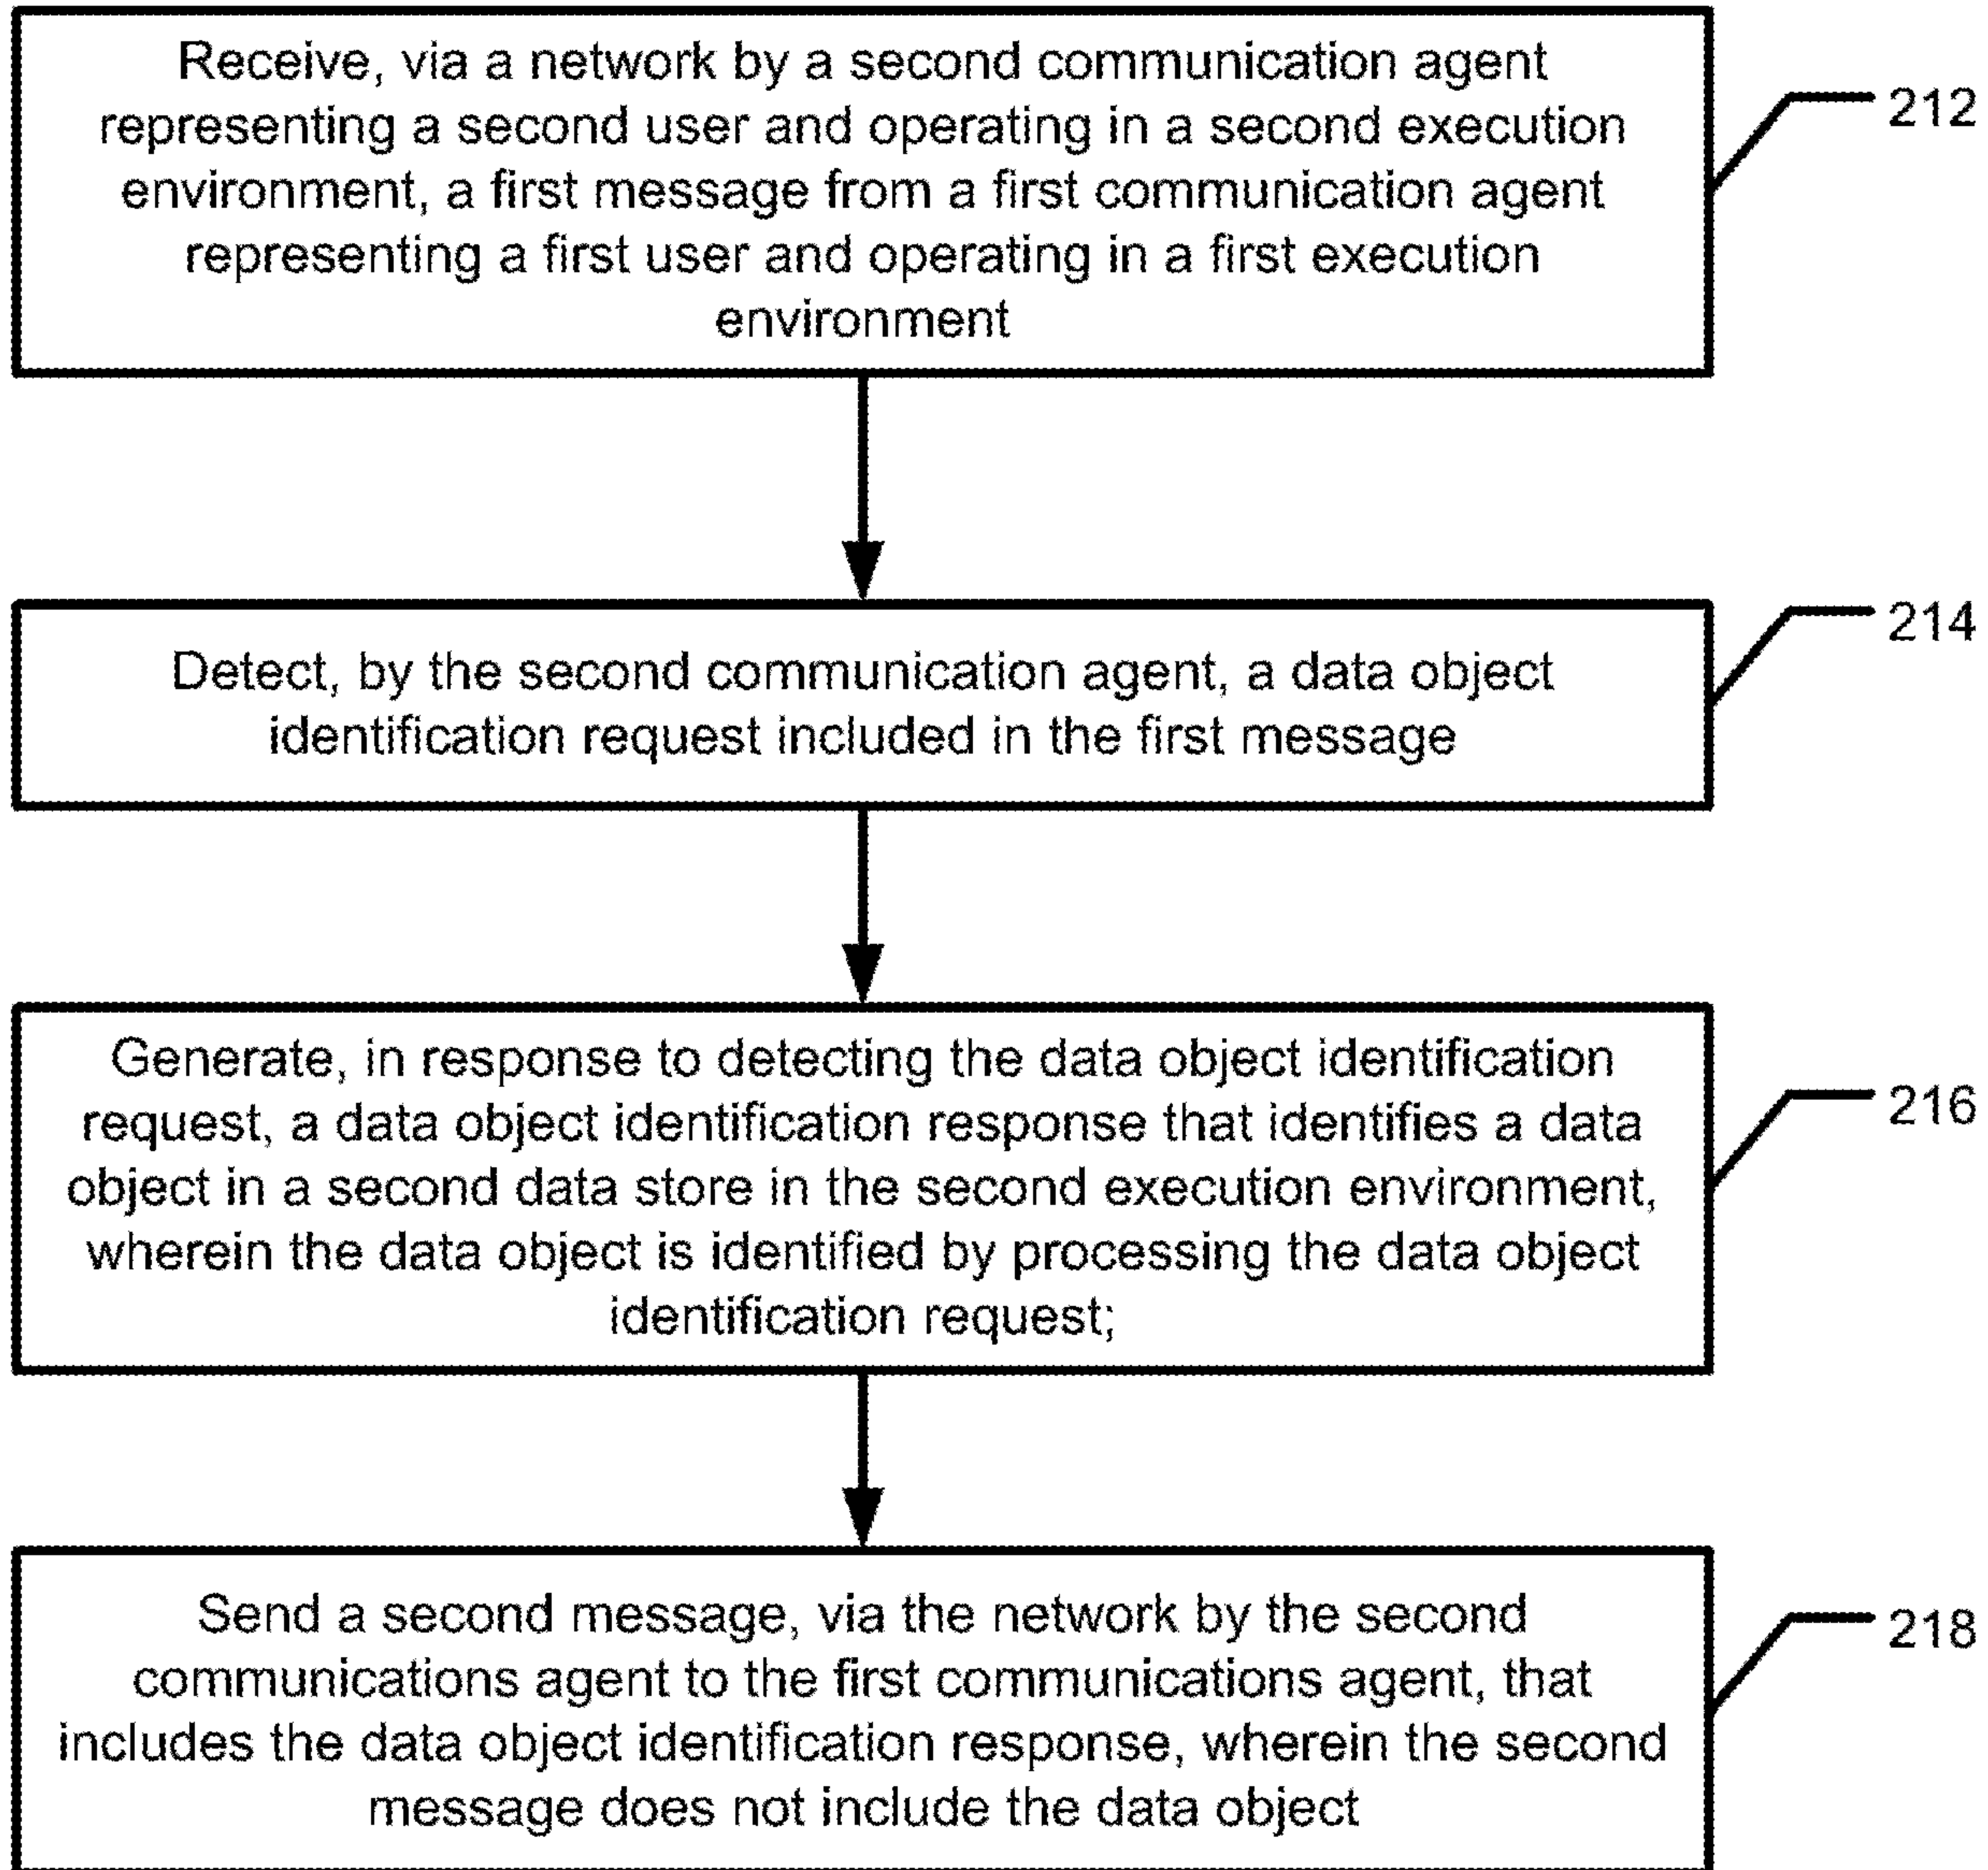 Receive, via a network by a second communication agent
representing a second user and operating in a second execution
environment, a first message from a first communication agent
representing a first user and operating in a first execution
environment
212
Detect, by the second communication agent, a data object
identification request included in the first message
214
Generate, in response to detecting the data object identification
request, a data object identification response that identifies a data
object in a second data store in the second execution environment,
wherein the data object is identified by processing the data object
identification request;
216
Send a second message, via the network by the second
communications agent to the first communications agent, that
includes the data object identification response, wherein the second
message does not include the data object
218